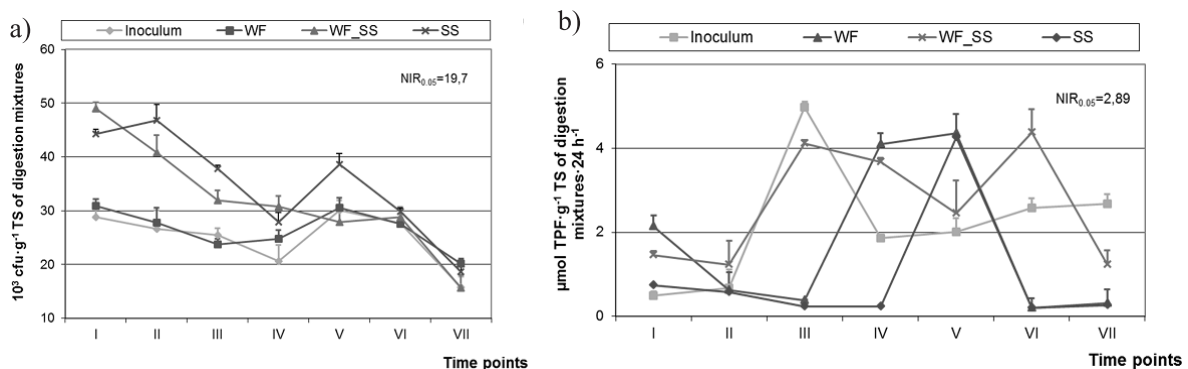 a)
Inoculum WF WF_SS SS
NIR0.05=19,7
10³ cfu·g⁻¹ TS of digestion mixtures
60
50
40
30
20
10
I II III IV V VI VII
Time points
b)
Inoculum WF WF_SS SS
NIR0.05=2,89
µmol TPF·g⁻¹ TS of digestion
mixtures·24 h⁻¹
6
4
2
0
I II III IV V VI VII
Time points